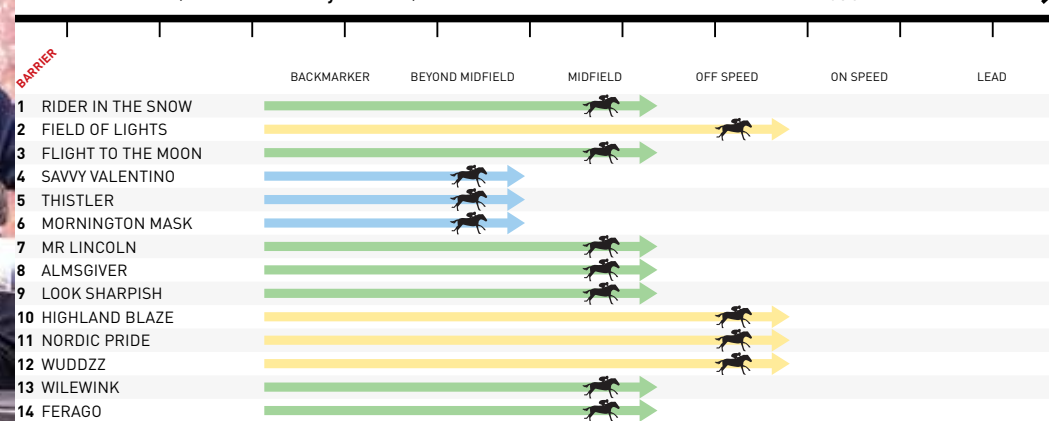 BARRIER
BACKMARKER BEYOND MIDFIELD MIDFIELD OFF SPEED ON SPEED LEAD
1 RIDER IN THE SNOW
2 FIELD OF LIGHTS
3 FLIGHT TO THE MOON
4 SAVVY VALENTINO
5 THISTLER
6 MORNINGTON MASK
7 MR LINCOLN
8 ALMSGIVER
9 LOOK SHARPISH
10 HIGHLAND BLAZE
11 NORDIC PRIDE
12 WUDDZZ
13 WILEWINK
14 FERAGO